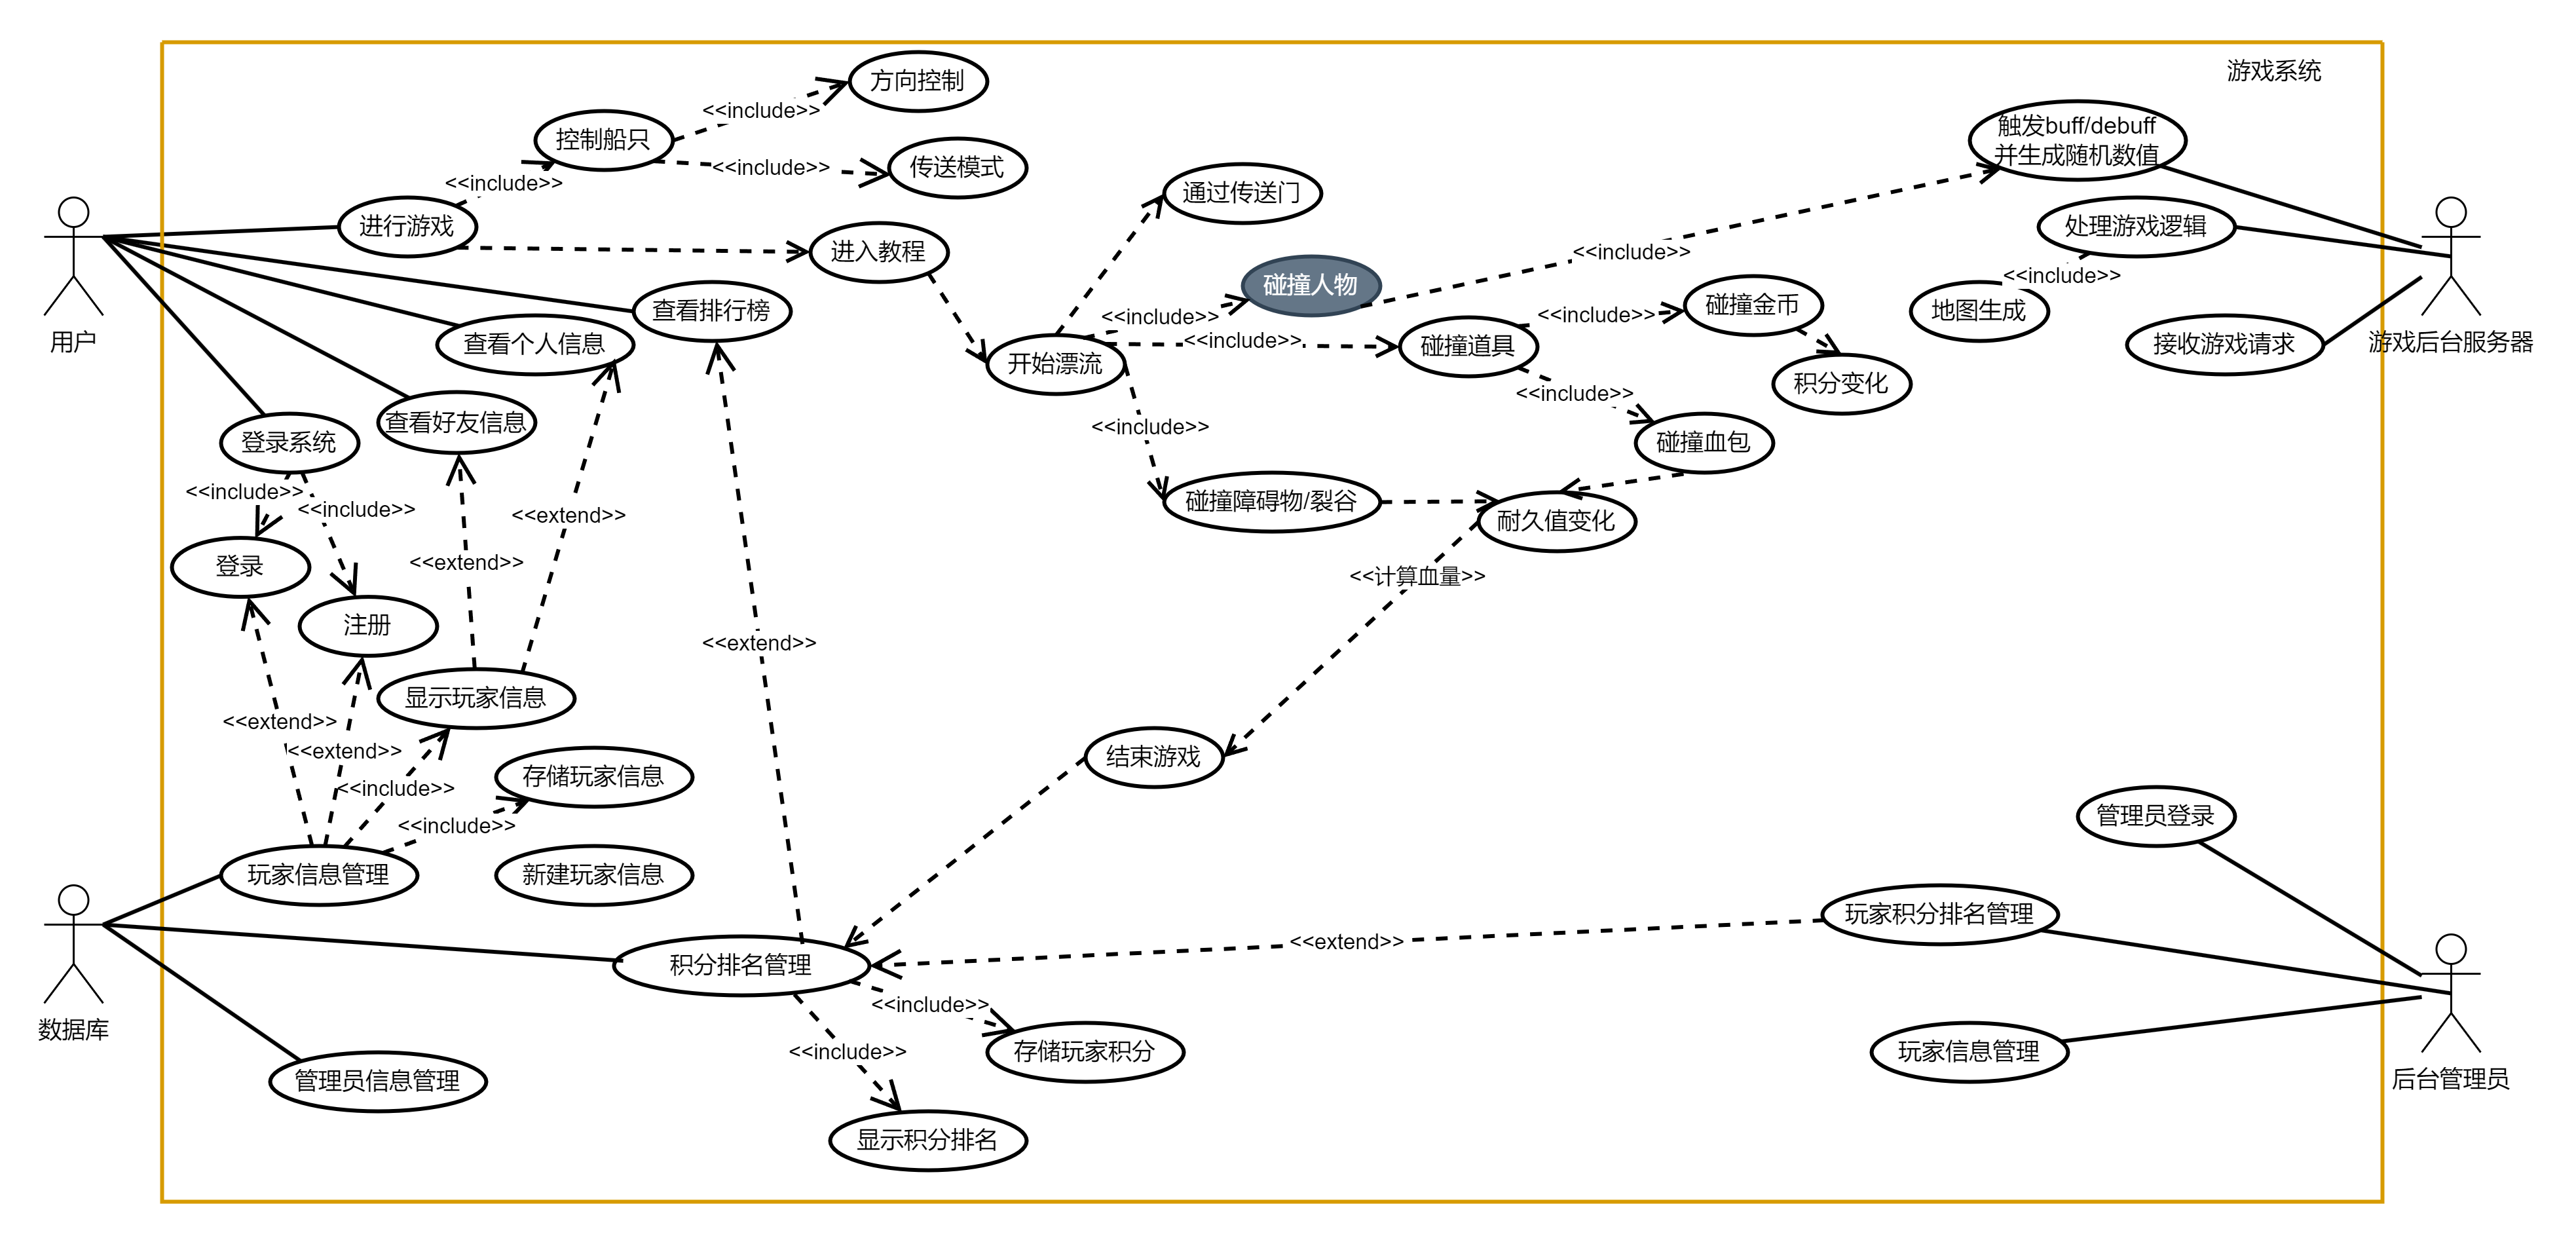 游戏系统
方向控制
<<include>>
控制船只
<<include>>
传送模式
触发buff/debuff
并生成随机数值
<<include>>
进行游戏
通过传送门
处理游戏逻辑
进入教程
<<include>>
<<include>>
碰撞人物
查看排行榜
<<include>>
碰撞金币
<<include>>
地图生成
用户
查看个人信息
<<include>>
碰撞道具
接收游戏请求
游戏后台服务器
开始漂流
积分变化
<<include>>
查看好友信息
<<include>>
登录系统
碰撞血包
<<include>>
<<include>>
<<extend>>
碰撞障碍物/裂谷
耐久值变化
登录
<<extend>>
<<计算血量>>
注册
<<extend>>
显示玩家信息
<<extend>>
<<extend>>
结束游戏
<<include>>
存储玩家信息
<<include>>
管理员登录
玩家信息管理
新建玩家信息
玩家积分排名管理
<<extend>>
积分排名管理
<<include>>
数据库
存储玩家积分
<<include>>
玩家信息管理
管理员信息管理
后台管理员
显示积分排名